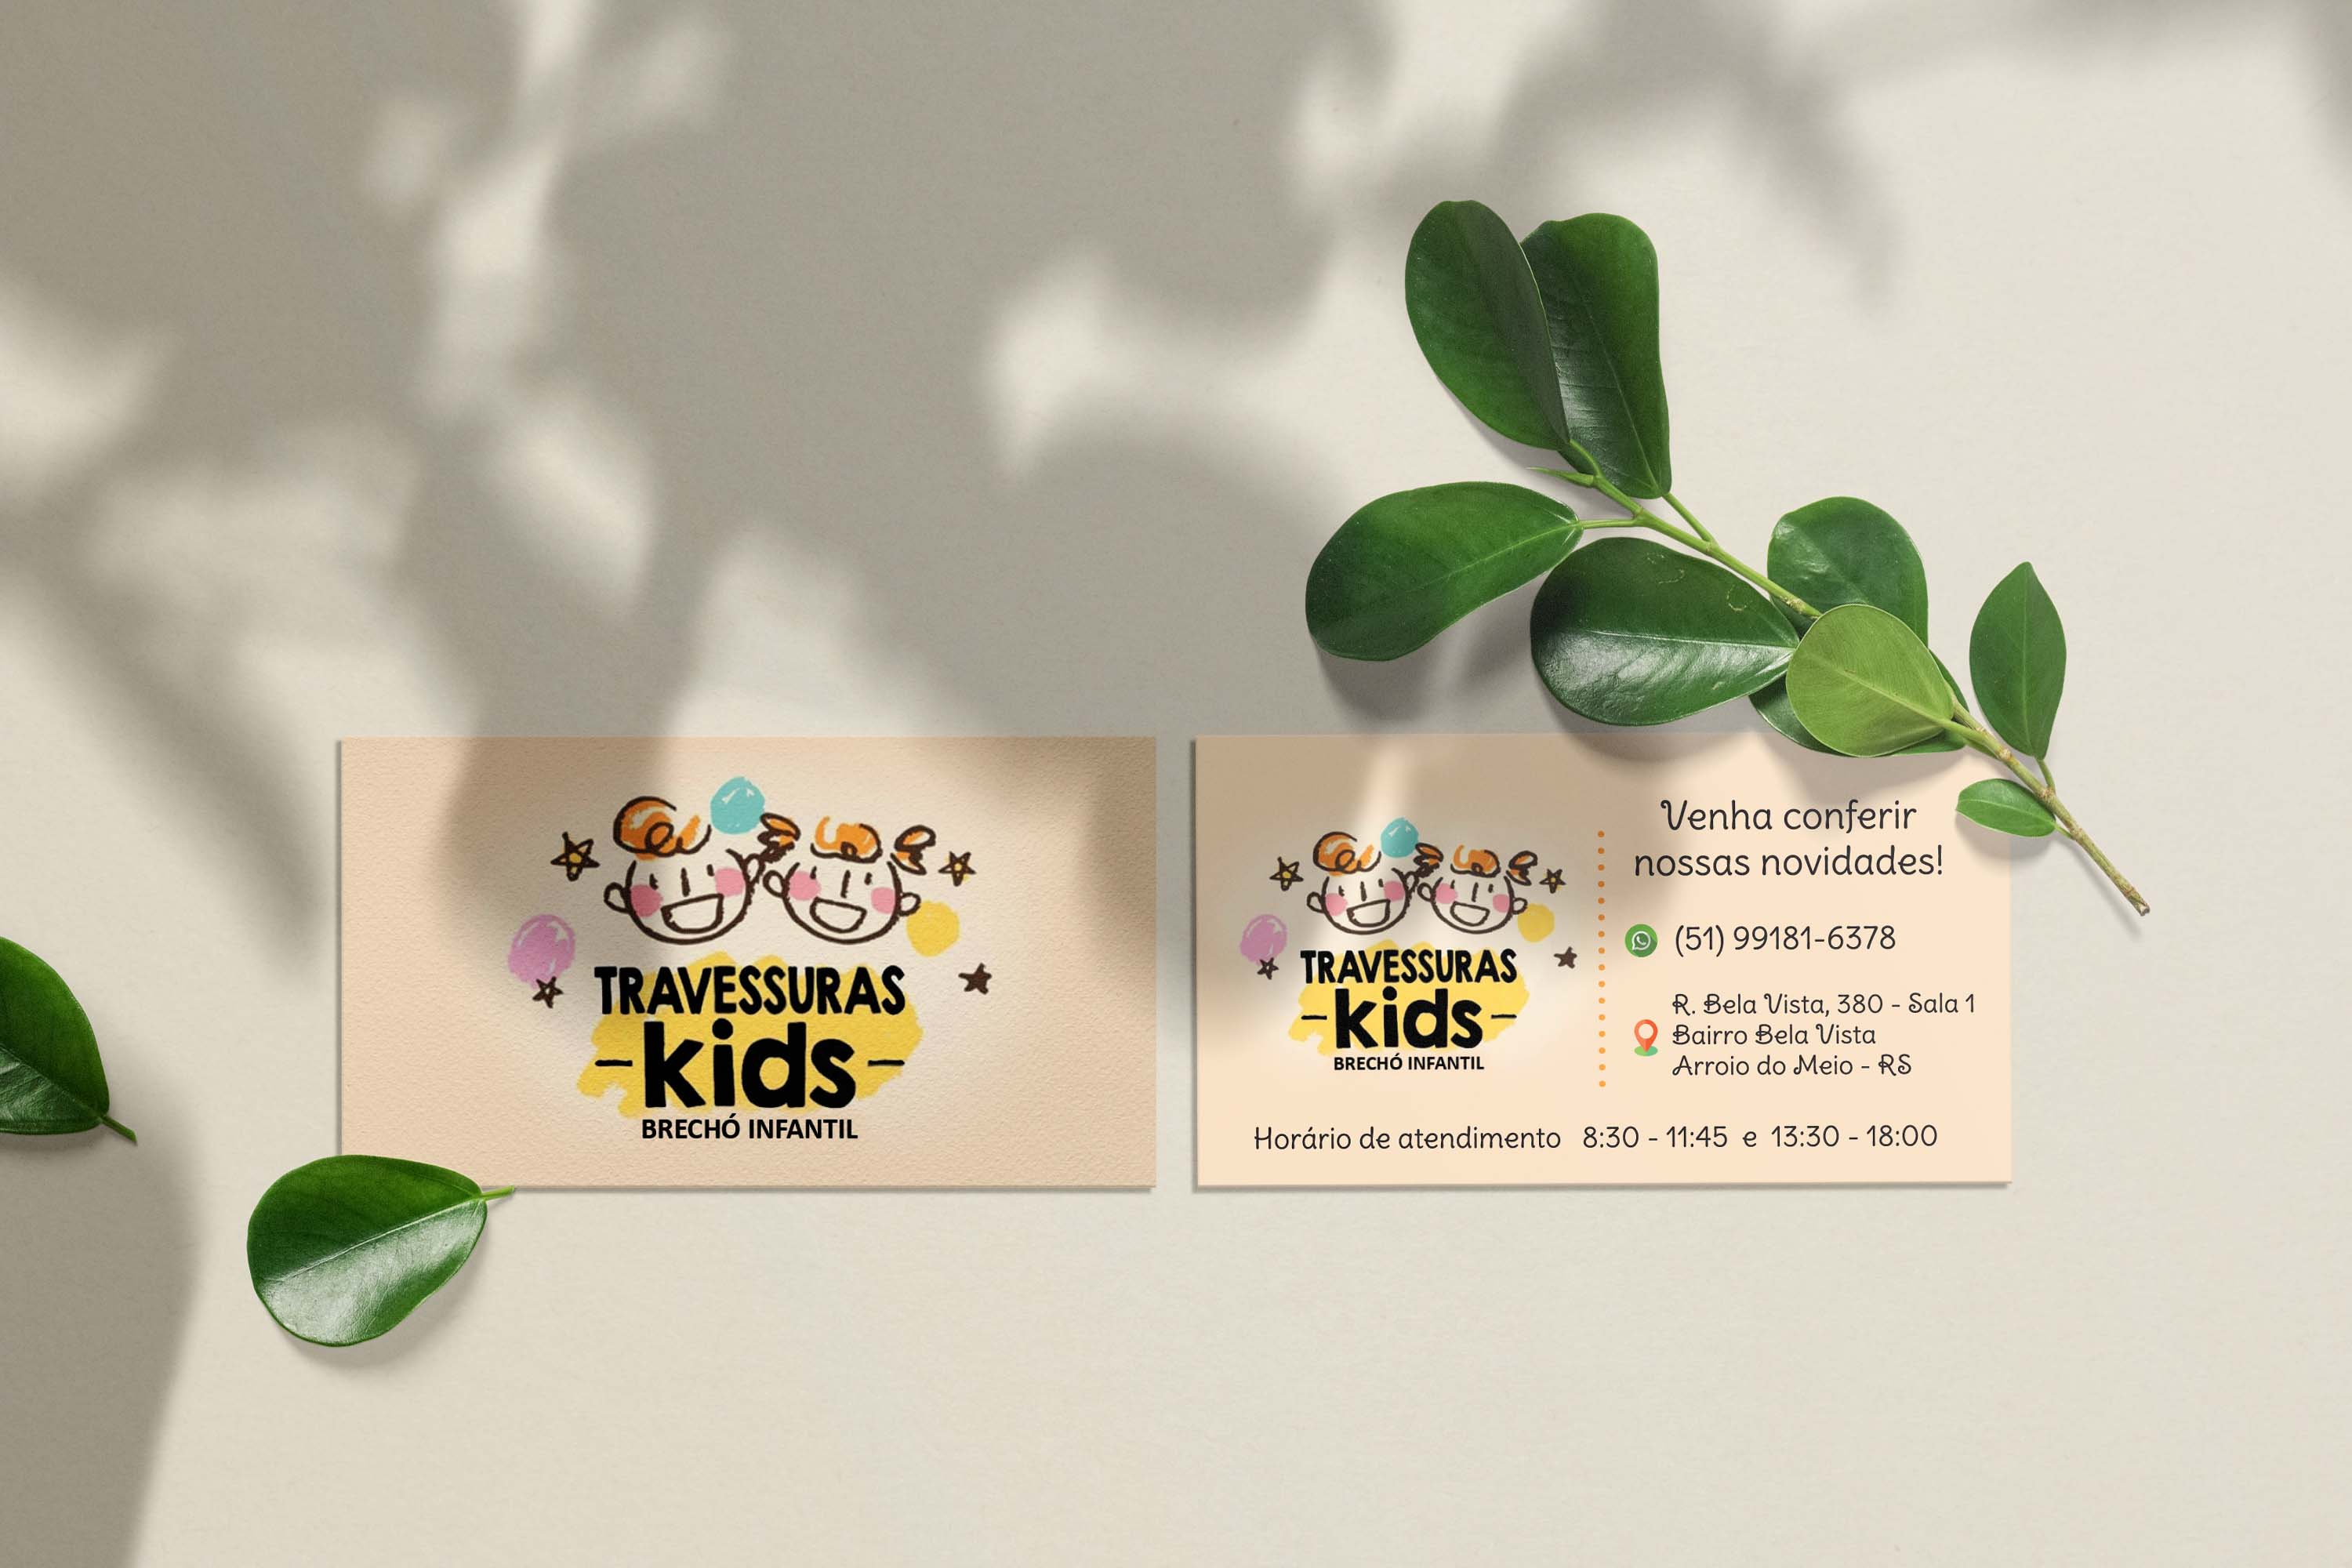 TRAVESSURAS
-kids-
BRECHÓ INFANTIL
TRAVESSURAS
-kids-
BRECHÓ INFANTIL
Venha conferir
nossas novidades!
(51) 99181-6378
R. Bela Vista, 380 - Sala 1
Bairro Bela Vista
Arroio do Meio - RS
Horário de atendimento 8:30 - 11:45 e 13:30 - 18:00